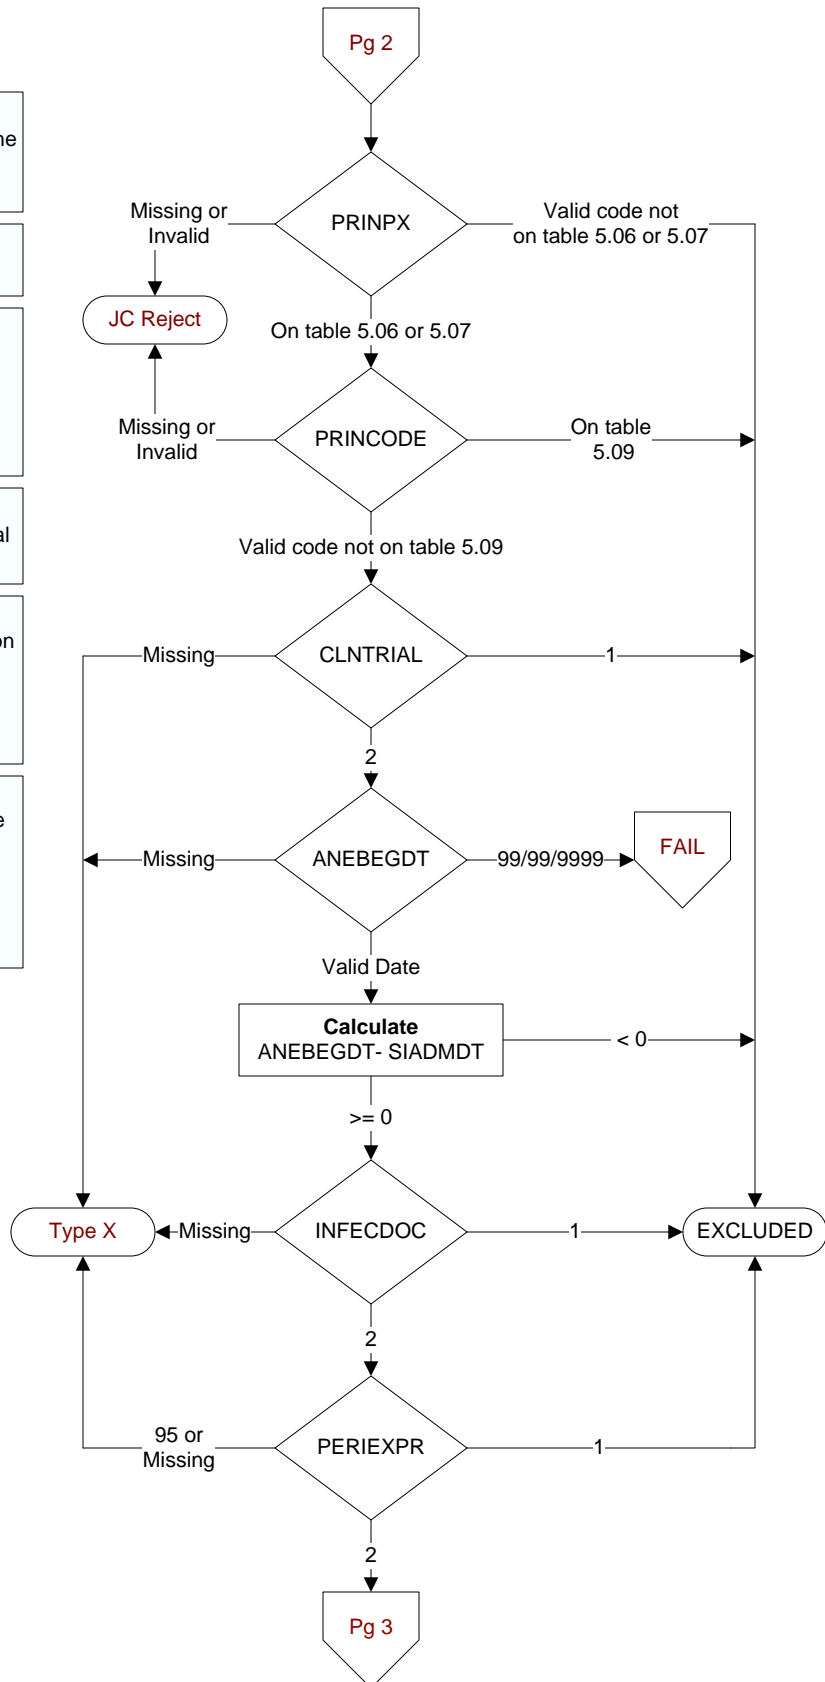 Pg 2
PRINPX
Missing or
Invalid
Valid code not
on table 5.06 or 5.07
JC Reject
On table 5.06 or 5.07
PRINCODE
Missing or
Invalid
On table
5.09
Valid code not on table 5.09
CLNTRIAL
Missing
1
2
ANEBEGDT
Missing
99/99/9999
FAIL
Valid Date
Calculate
ANEBEGDT- SIADMDT
< 0
>= 0
Type X
Missing
INFECDOC
1
EXCLUDED
2
95 or
Missing
PERIEXPR
1
2
Pg 3